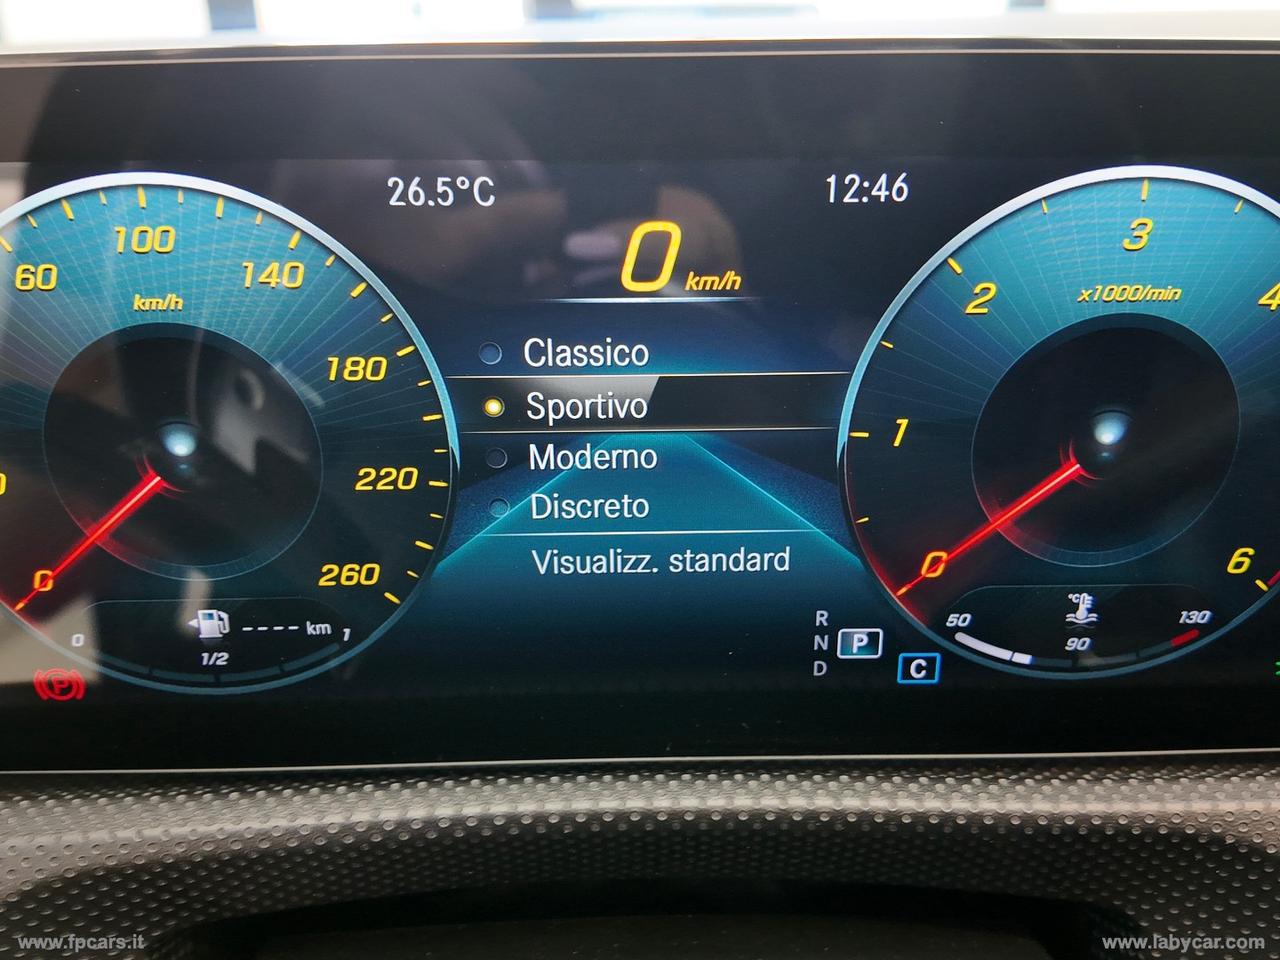 26.5°C
12:46
0 km/h
60
100
140
180
220
260
0
km/h
Classico
Sportivo
Moderno
Discreto
Visualizz. standard
0
1
2
3
4
6
x1000/min
0
1/2
1
---- km
R
N
D
P
C
50
90
130
°C
P
www.fpcars.it
www.labycar.com